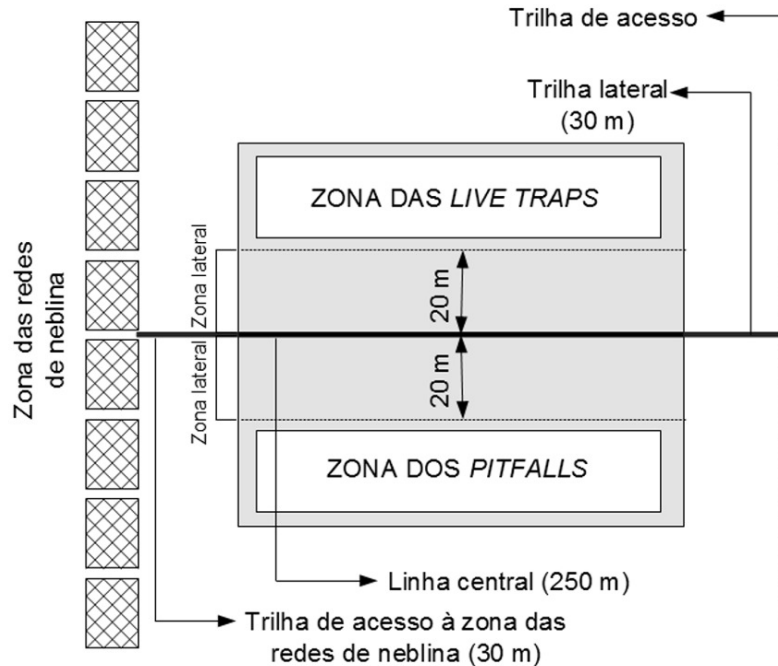 Trilha de acesso
Trilha lateral
(30 m)
ZONA DAS LIVE TRAPS
Zona lateral
20 m
Zona das redes
de neblina
Zona lateral
20 m
ZONA DOS PITFALLS
Linha central (250 m)
Trilha de acesso à zona das
redes de neblina (30 m)